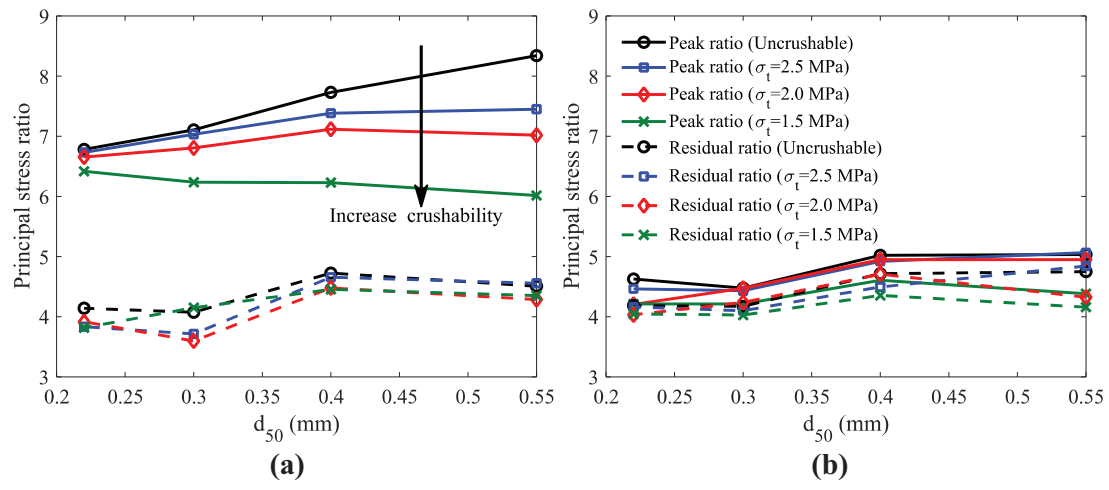 9
8
7
6
5
4
3
Principal stress ratio
Increase crushability
0.2 0.25 0.3 0.35 0.4 0.45 0.5 0.55
d50 (mm)
(a)
9
8
7
6
5
4
3
Principal stress ratio
Peak ratio (Uncrushable)
Peak ratio (σt=2.5 MPa)
Peak ratio (σt=2.0 MPa)
Peak ratio (σt=1.5 MPa)
Residual ratio (Uncrushable)
Residual ratio (σt=2.5 MPa)
Residual ratio (σt=2.0 MPa)
Residual ratio (σt=1.5 MPa)
0.2 0.25 0.3 0.35 0.4 0.45 0.5 0.55
d50 (mm)
(b)